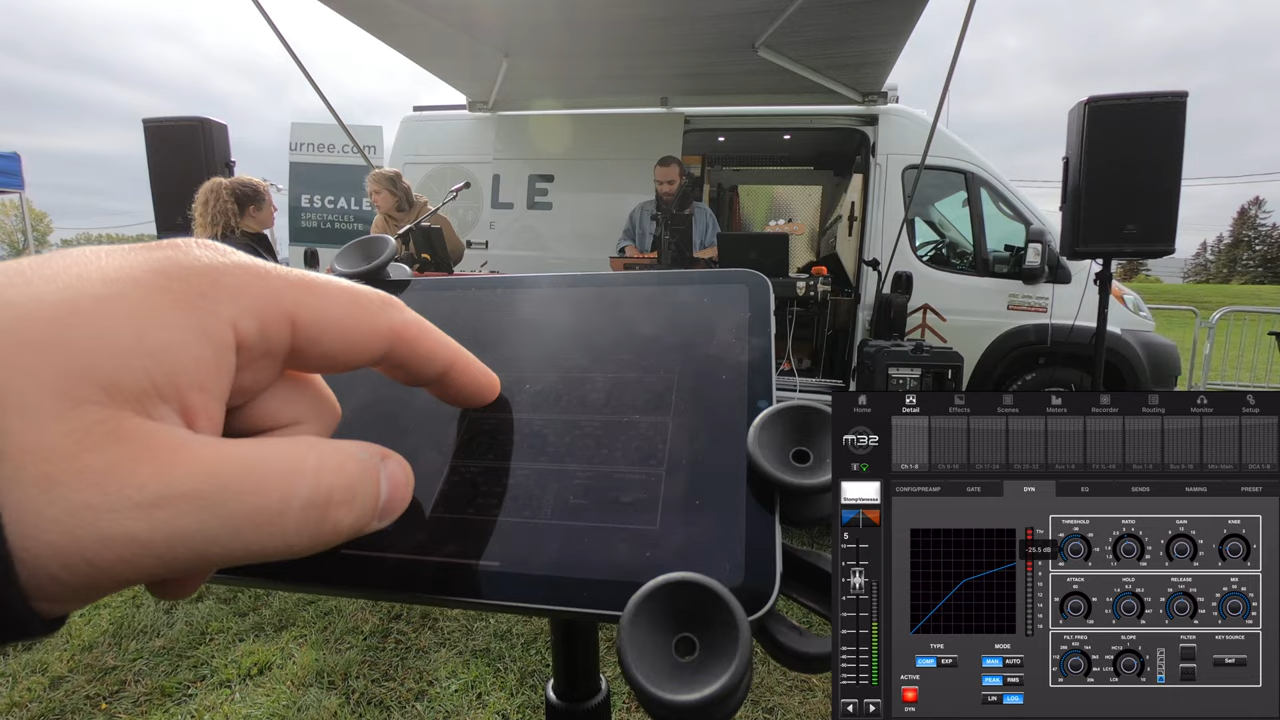 urnee.com
ESCALE
SPECTACLES
SUR LA ROUTE
LE
E
Home Detail Effects Scenes Meters Recorder Routing Monitor Setup
M32
Ch 1-8 Ch 9-16 Ch 17-24 Ch 25-32 Aux 1-8 FX 1L-4R Bus 1-8 Bus 9-16 Mix-Main DCA 1-8
CONFIG/PREAMP GATE DYN EQ SENDS NAMING PRESET
StompVanessa
5
THRESHOLD RATIO GAIN KNEE
-25.5 dB
ATTACK HOLD RELEASE MIX
FILT. FREQ SLOPE FILTER KEY SOURCE
Self
TYPE MODE
COMP EXP MAN AUTO
PEAK RMS
LIN LOG
ACTIVE
DYN